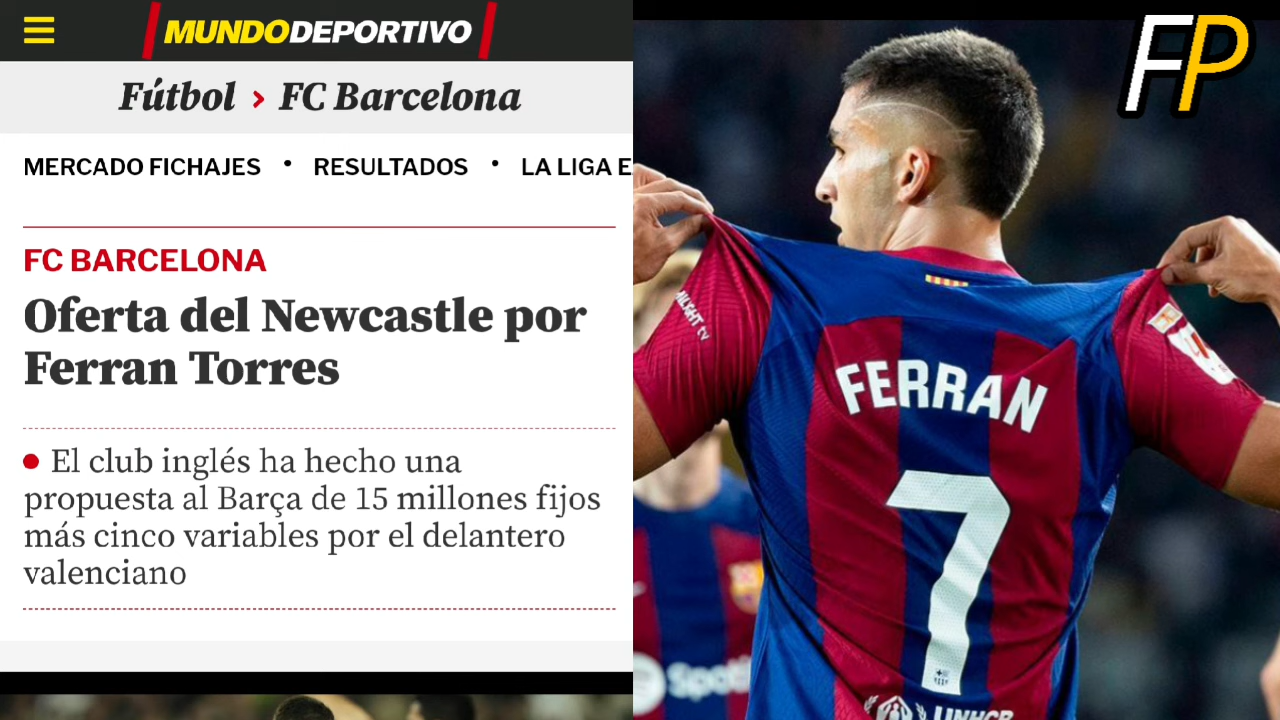 MUNDODEPORTIVO
Fútbol > FC Barcelona
MERCADO FICHAJES • RESULTADOS • LA LIGA E
FC BARCELONA
Oferta del Newcastle por
Ferran Torres
El club inglés ha hecho una
propuesta al Barça de 15 millones fijos
más cinco variables por el delantero
valenciano
FP
FERRAN
7
UNHCR